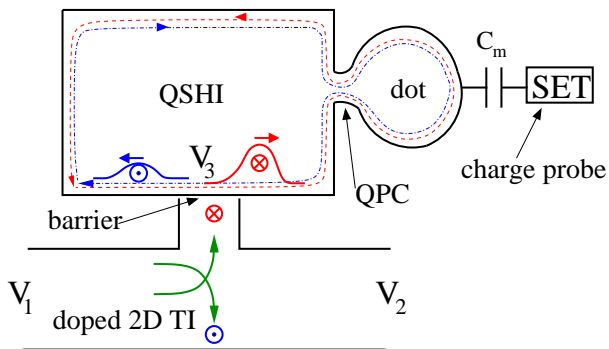 C_m
QSHI
dot
SET
V_3
charge probe
QPC
barrier
V_1
V_2
doped 2D TI